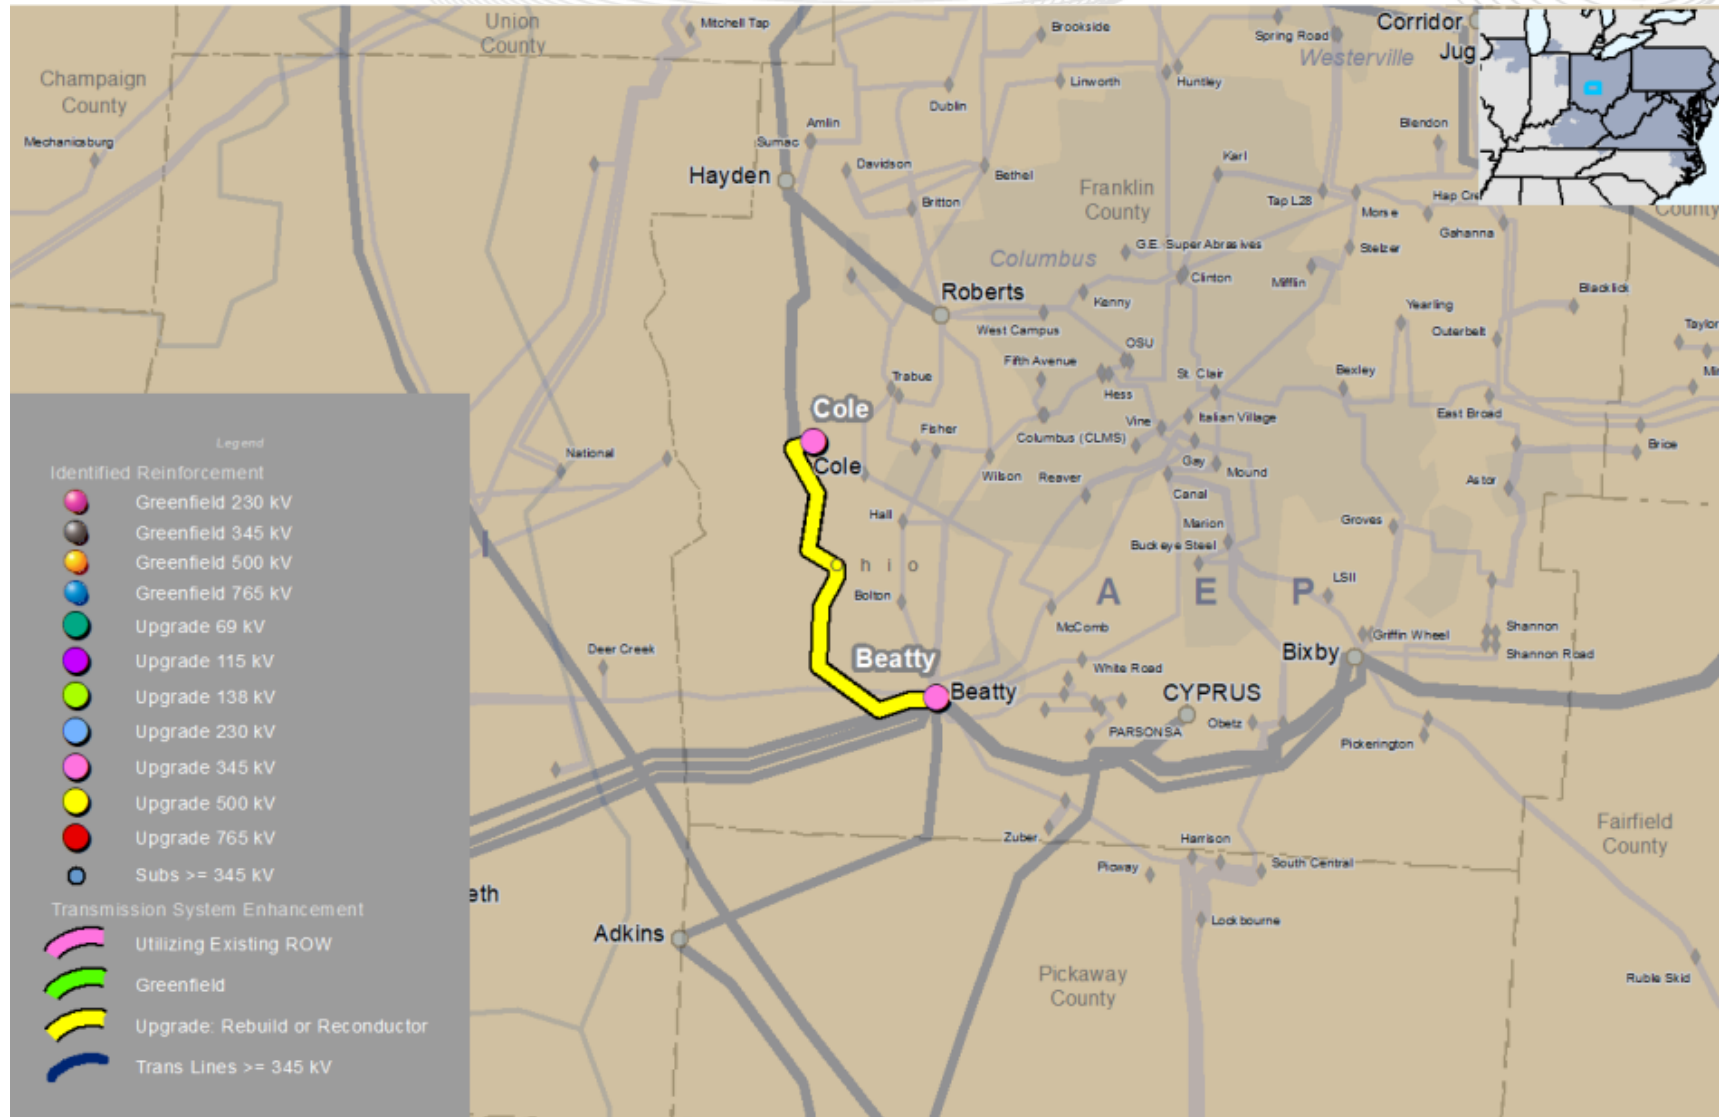 Union
County
Mitchell Tap
Brookside
Spring Road
Corridor
Westerville
Jug
Champaign
County
Linworth
Huntley
Dublin
Mechanicsburg
Amlin
Sumac
Blendon
Hayden
Davidson
Bethel
Karl
Franklin
County
Britton
Tap L28
Morse
Hap Cre
County
Gahanna
G.E. Super Abrasives
Stelzer
Columbus
Clinton
Mifflin
Roberts
Kenny
Blacklick
Yearling
West Campus
Outerbelt
Taylor
OSU
Fifth Avenue
Trabue
St. Clair
Bexley
Mi
Hess
Cole
Italian Village
East Broad
Vine
Fisher
Columbus (CLMS)
Brice
Legend
National
Cole
Wilson
Reaver
Gay
Mound
Identified Reinforcement
Canal
Astor
Greenfield 230 kV
Hall
Marion
Groves
Greenfield 345 kV
Buckeye Steel
Greenfield 500 kV
h i o
LSII
Greenfield 765 kV
Bolton
A E P
Upgrade 69 kV
McComb
Griffin Wheel
Shannon
Deer Creek
Beatty
Bixby
Shannon Road
Upgrade 115 kV
White Road
Upgrade 138 kV
Beatty
CYPRUS
Upgrade 230 kV
PARSONSA
Obetz
Pickerington
Upgrade 345 kV
Upgrade 500 kV
Zuber
Harrison
Fairfield
County
Upgrade 765 kV
Picway
South Central
Subs >= 345 kV
eth
Transmission System Enhancement
Lockbourne
Adkins
Utilizing Existing ROW
Pickaway
County
Ruble Skid
Greenfield
Upgrade: Rebuild or Reconductor
Trans Lines >= 345 kV